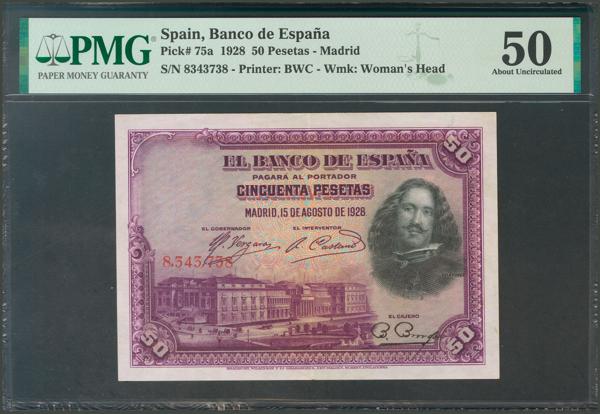 PMG
PAPER MONEY GUARANTY
Spain, Banco de España
Pick# 75a 1928 50 Pesetas - Madrid
S/N 8343738 - Printer: BWC - Wmk: Woman's Head
50
About Uncirculated
50
EL BANCO DE ESPAÑA
PAGARÁ AL PORTADOR
CINCUENTA PESETAS
MADRID, 15 DE AGOSTO DE 1928
EL GOBERNADOR EL INTERVENTOR
8.343.738
EL CAJERO
50 50